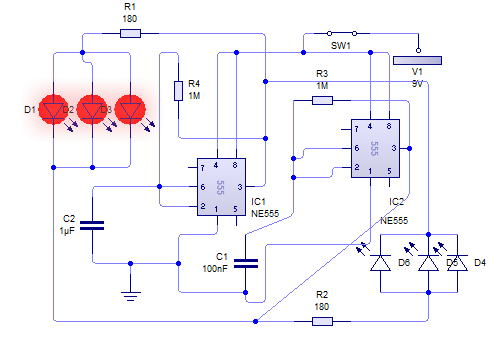 R1
180
SW1
V1
9V
R4
1M
R3
1M
D1
D2
D3
4
8
7
6
2
3
1
5
555
IC1
NE555
4
8
7
6
2
3
1
5
555
IC2
NE555
C2
1µF
C1
100nF
D6
D5
D4
R2
180